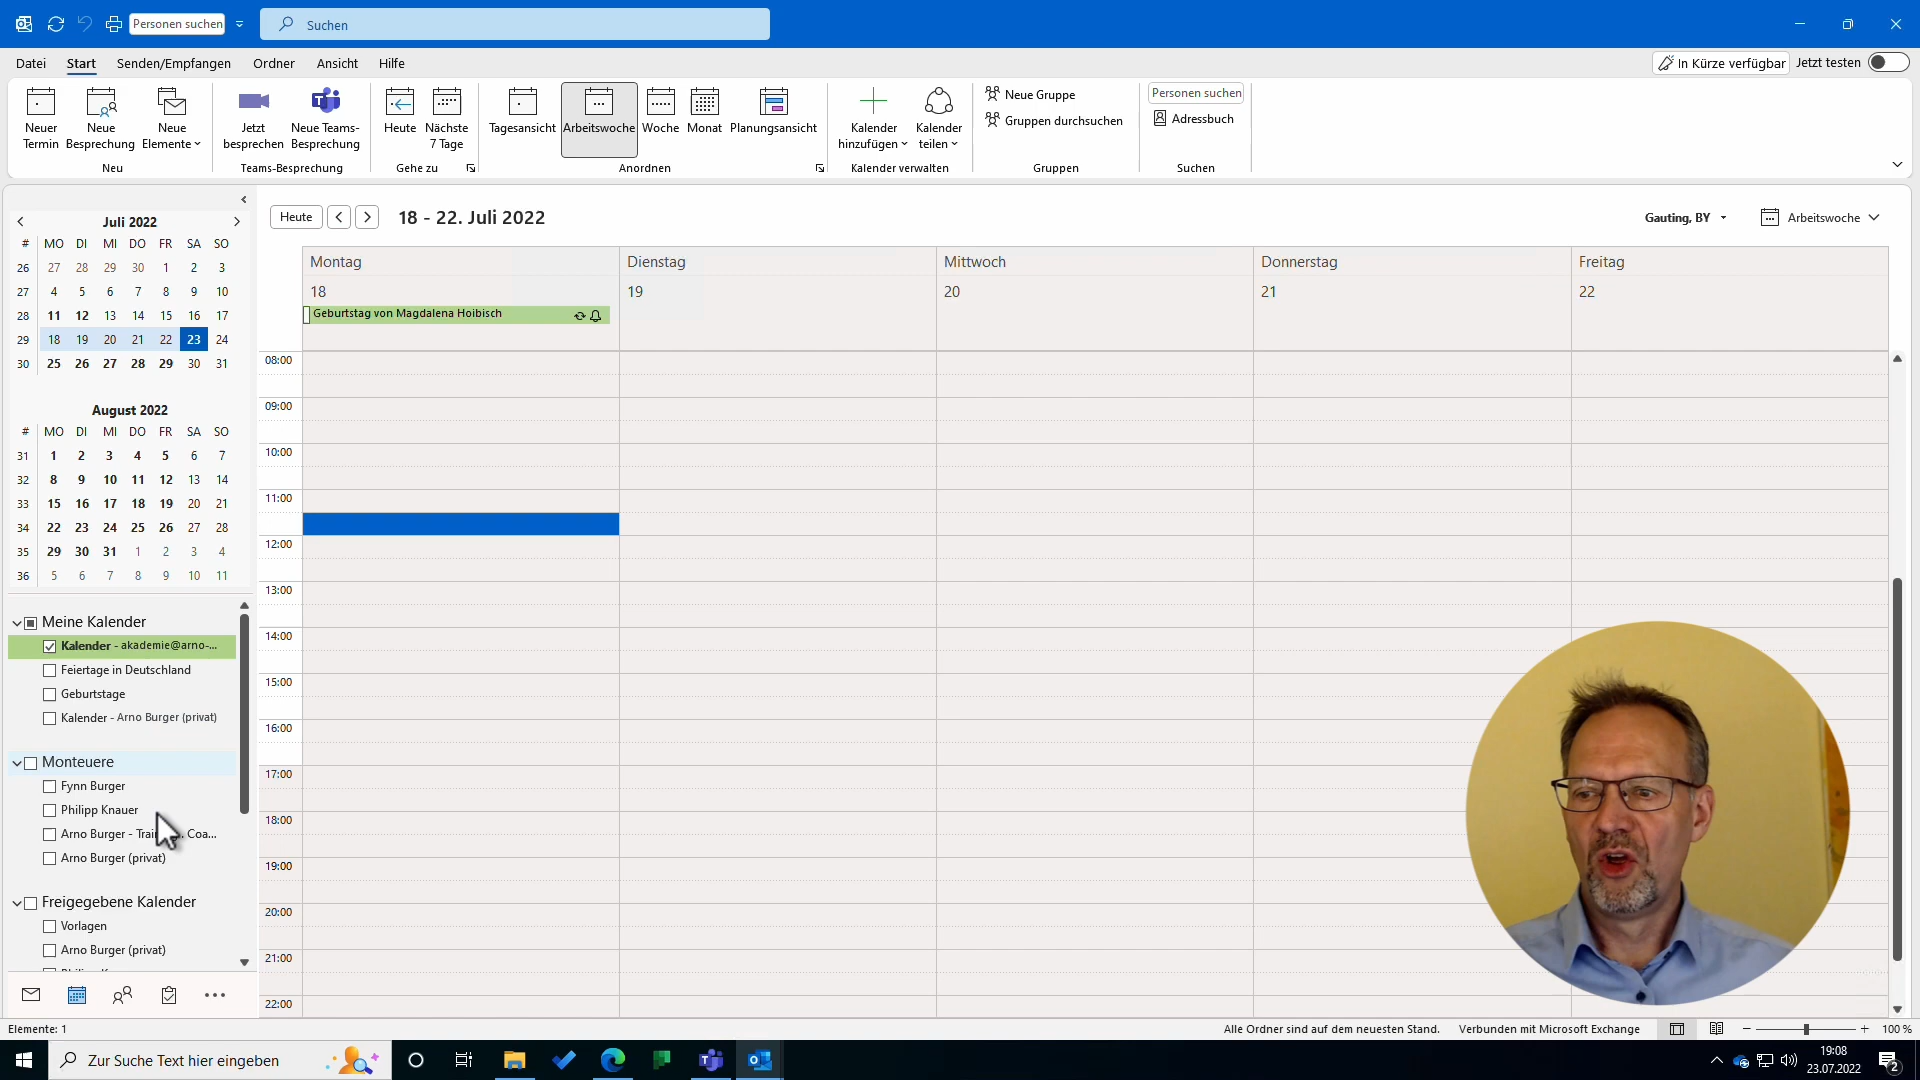 Personen suchen
Suchen
Datei Start Senden/Empfangen Ordner Ansicht Hilfe
In Kürze verfügbar Jetzt testen
Neuer Termin
Neue Besprechung
Neue Elemente
Neu
Jetzt besprechen
Neue Teams-Besprechung
Teams-Besprechung
Heute
Nächste 7 Tage
Gehe zu
Tagesansicht Arbeitswoche Woche Monat Planungsansicht
Anordnen
Kalender hinzufügen
Kalender teilen
Kalender verwalten
Neue Gruppe
Gruppen durchsuchen
Gruppen
Personen suchen
Adressbuch
Suchen
Juli 2022
# MO DI MI DO FR SA SO
26 27 28 29 30 1 2 3
27 4 5 6 7 8 9 10
28 11 12 13 14 15 16 17
29 18 19 20 21 22 23 24
30 25 26 27 28 29 30 31
August 2022
# MO DI MI DO FR SA SO
31 1 2 3 4 5 6 7
32 8 9 10 11 12 13 14
33 15 16 17 18 19 20 21
34 22 23 24 25 26 27 28
35 29 30 31 1 2 3 4
36 5 6 7 8 9 10 11
Meine Kalender
Kalender - akademie@arno-...
Feiertage in Deutschland
Geburtstage
Kalender - Arno Burger (privat)
Monteuere
Fynn Burger
Philipp Knauer
Arno Burger - Coa...
Arno Burger (privat)
Freigegebene Kalender
Vorlagen
Arno Burger (privat)
Heute 18 - 22. Juli 2022 Gauting, BY Arbeitswoche
Montag Dienstag Mittwoch Donnerstag Freitag
18 19 20 21 22
Geburtstag von Magdalena Hoibisch
08:00
09:00
10:00
11:00
12:00
13:00
14:00
15:00
16:00
17:00
18:00
19:00
20:00
21:00
22:00
Elemente: 1 Alle Ordner sind auf dem neuesten Stand. Verbunden mit Microsoft Exchange 100 %
Zur Suche Text hier eingeben
19:08
23.07.2022
2